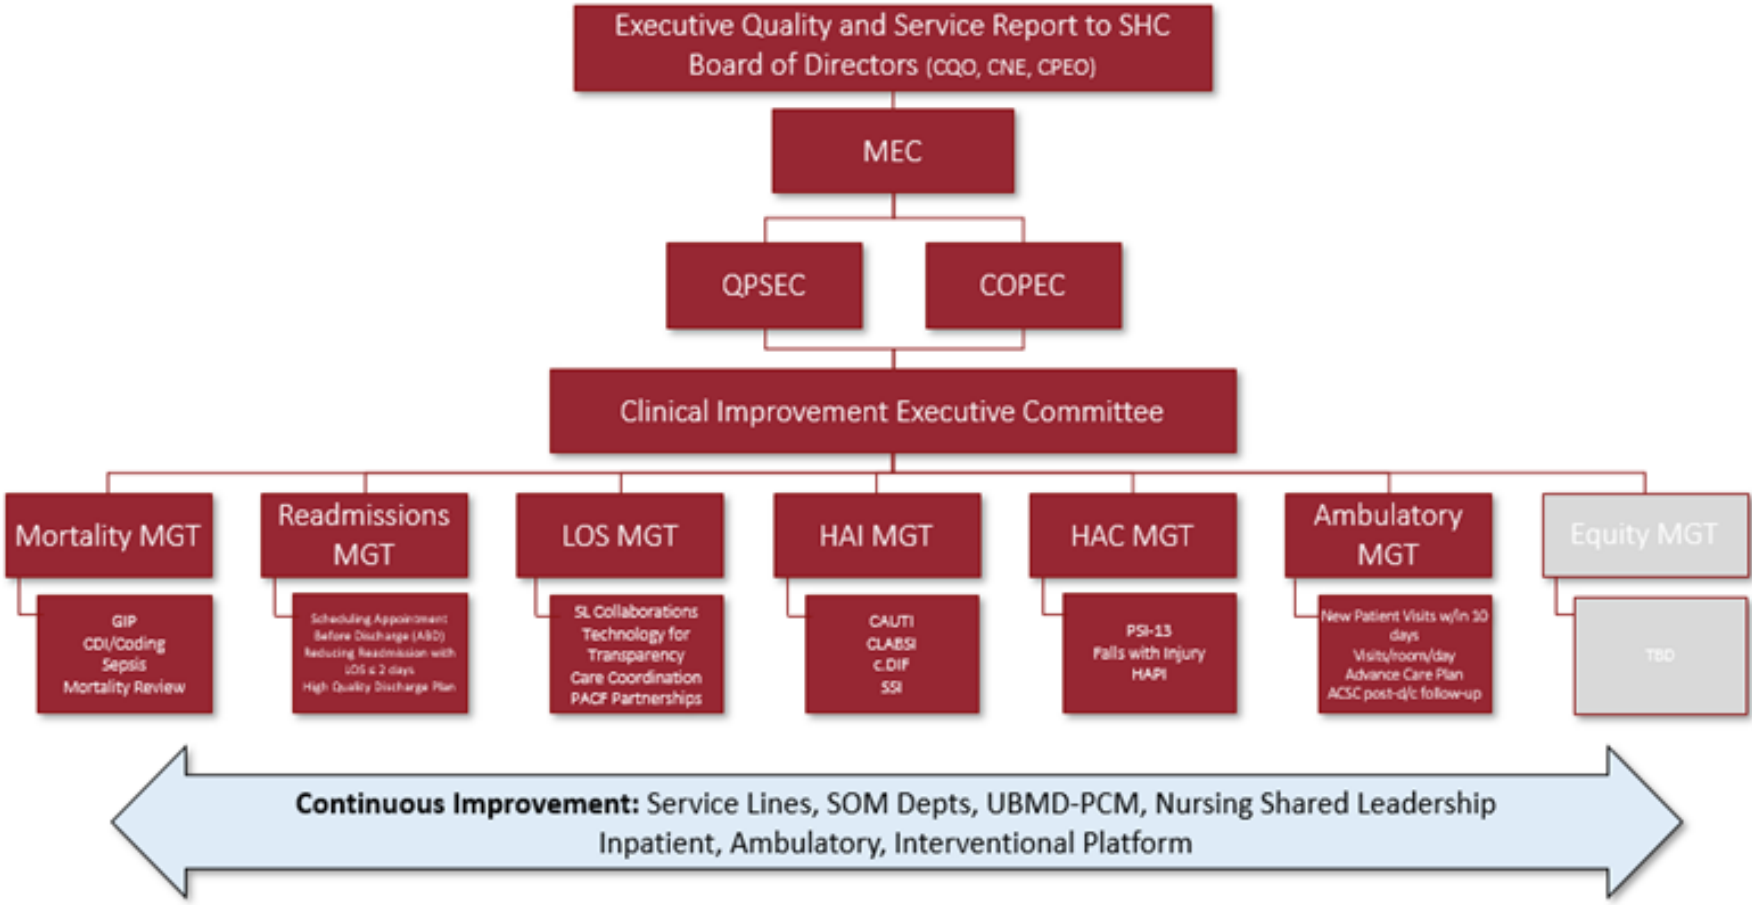 Executive Quality and Service Report to SHC
Board of Directors (CQO, CNE, CPEO)
MEC
QPSEC
COPEC
Clinical Improvement Executive Committee
Mortality MGT
Readmissions
MGT
LOS MGT
HAI MGT
HAC MGT
Ambulatory
MGT
Equity MGT
GIP
CDI/Coding
Sepsis
Mortality Review
Scheduling Appointment
Before Discharge (ABD)
Reducing Readmission with
LOS ≤ 2 days
High Quality Discharge Plan
SL Collaborations
Technology for
Transparency
Care Coordination
PACF Partnerships
CAUTI
CLABSI
c.DIF
SSI
PSI-13
Falls with Injury
HAPI
New Patient Visits w/in 10
days
Visits/room/day
Advance Care Plan
ACSC post-d/c follow-up
TBD
Continuous Improvement: Service Lines, SOM Depts, UBMD-PCM, Nursing Shared Leadership
Inpatient, Ambulatory, Interventional Platform